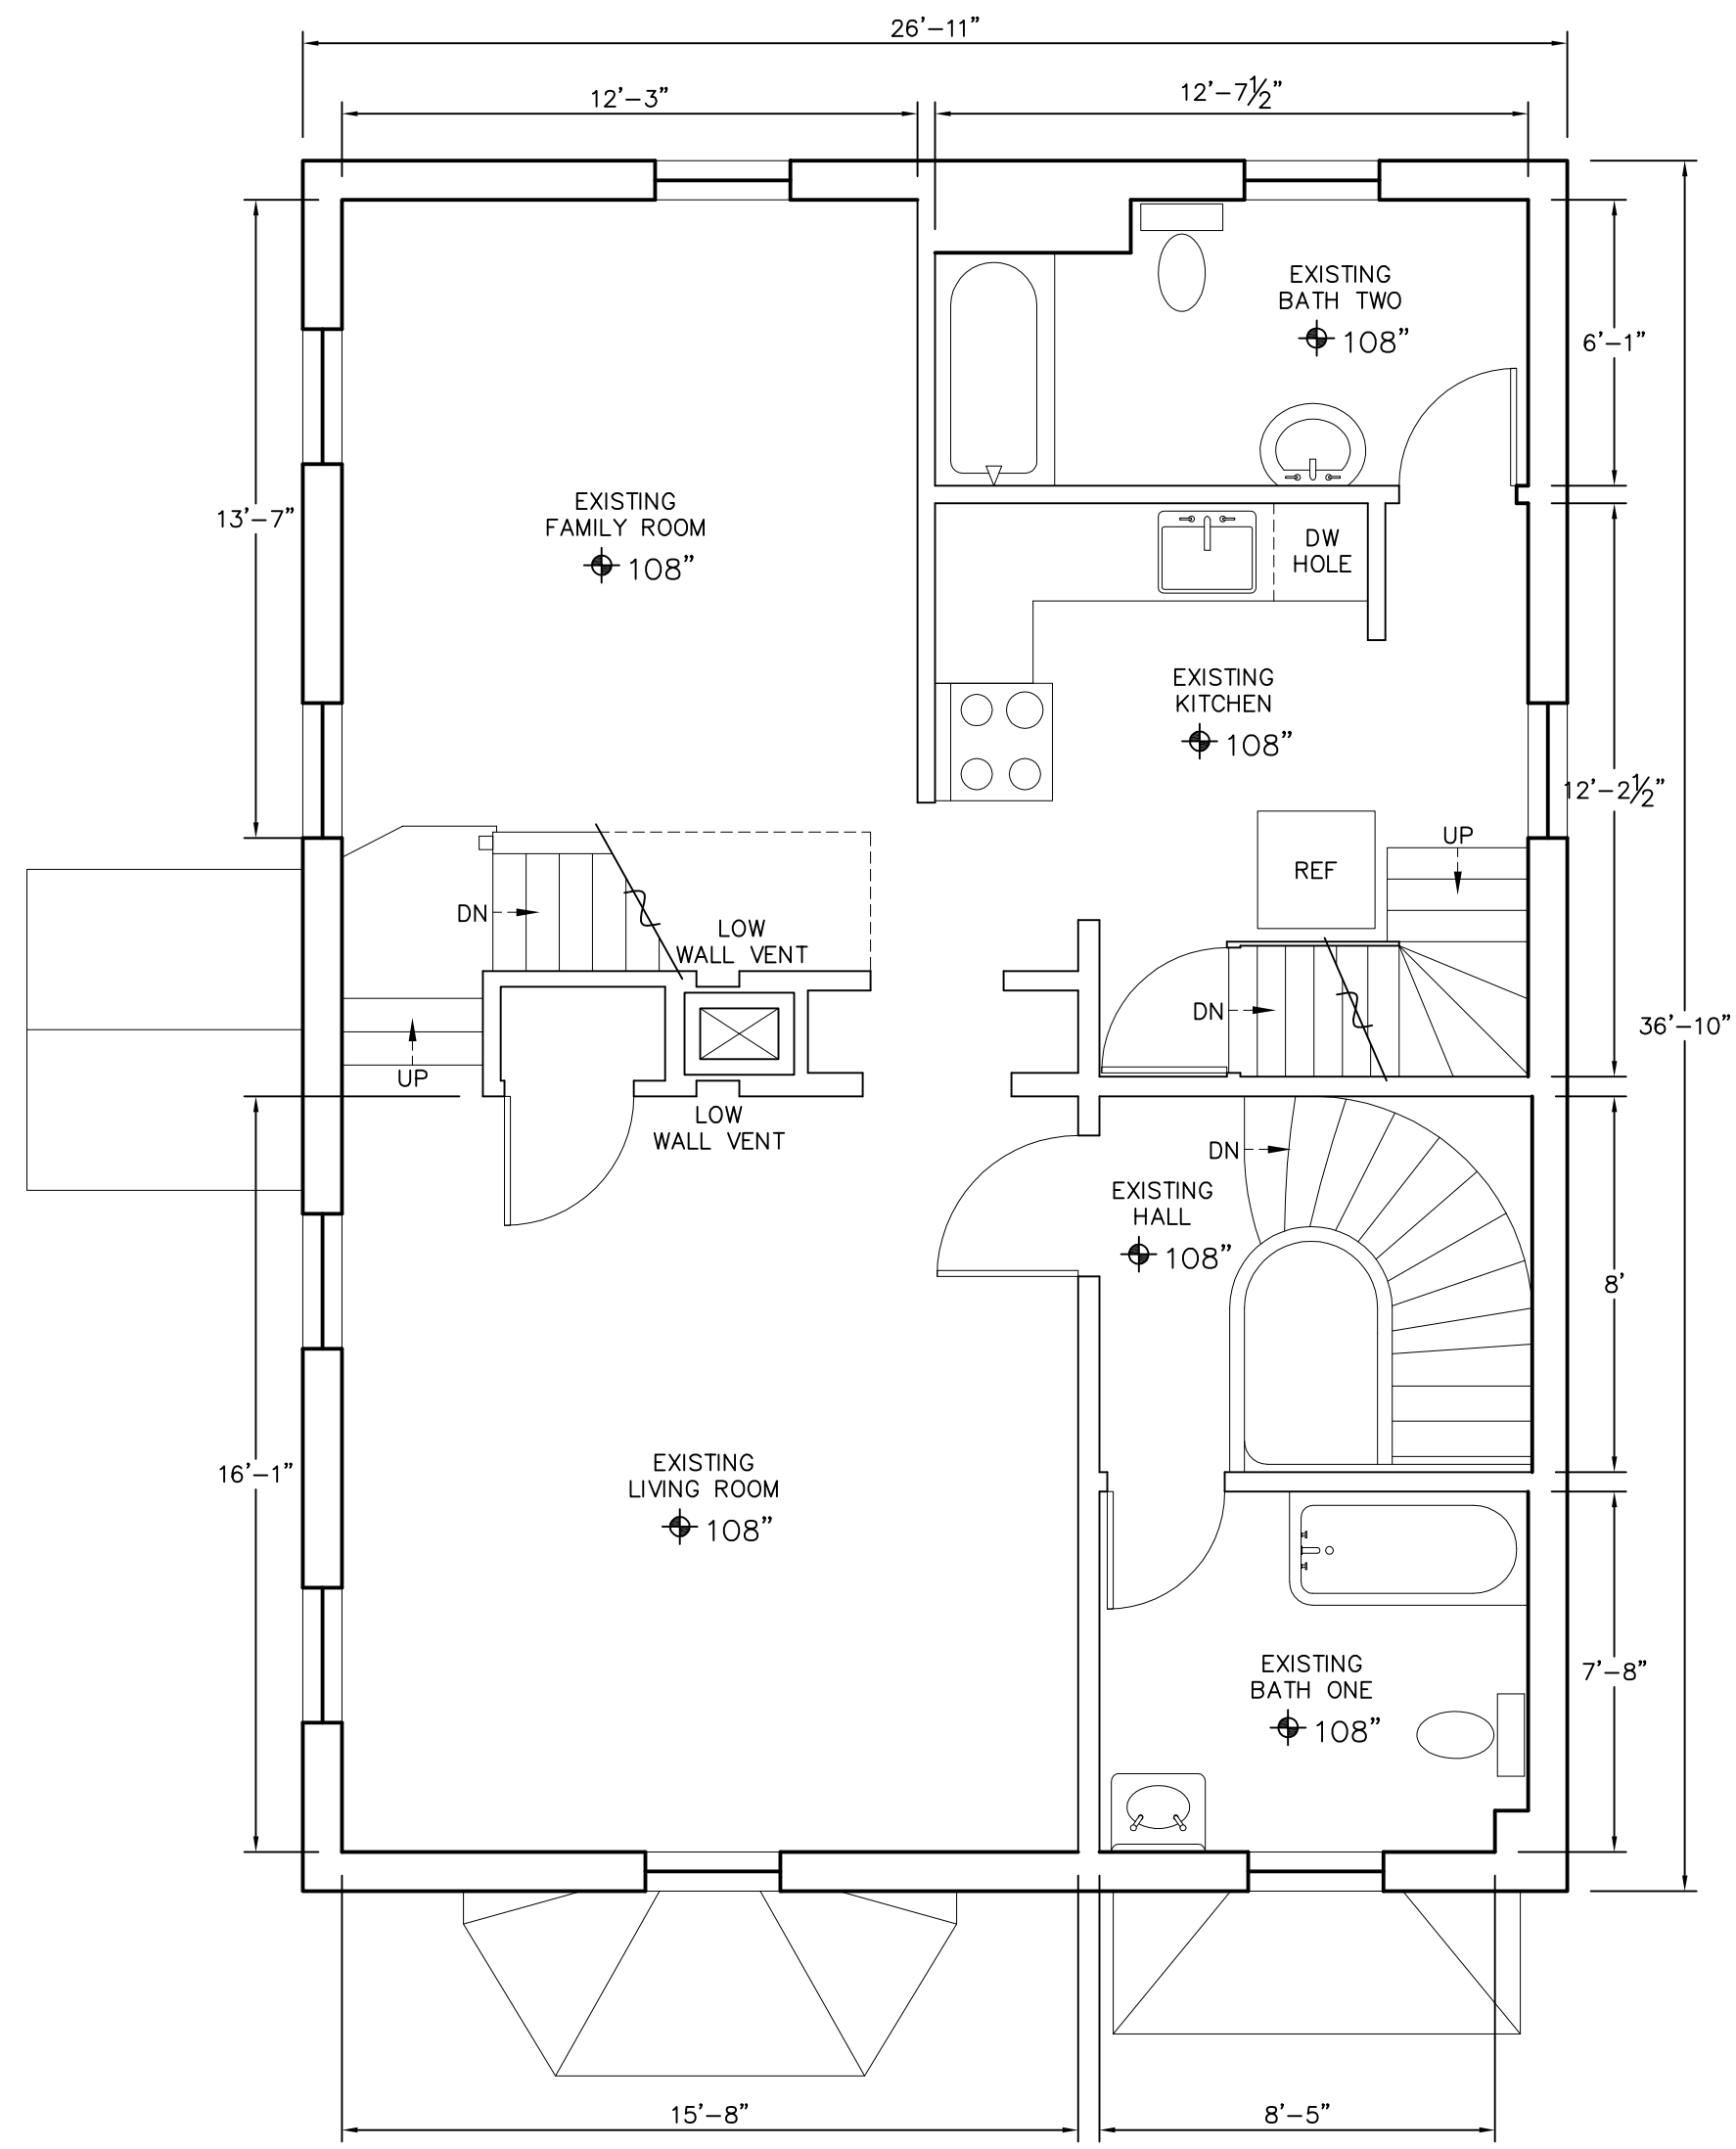 26'-11"
12'-3"
12'-7½"
EXISTING
BATH TWO
108"
6'-1"
EXISTING
FAMILY ROOM
108"
13'-7"
DW
HOLE
EXISTING
KITCHEN
108"
12'-2½"
UP
REF
DN
LOW
WALL VENT
DN
36'-10"
UP
LOW
WALL VENT
DN
EXISTING
HALL
108"
8'
16'-1"
EXISTING
LIVING ROOM
108"
EXISTING
BATH ONE
108"
7'-8"
15'-8"
8'-5"